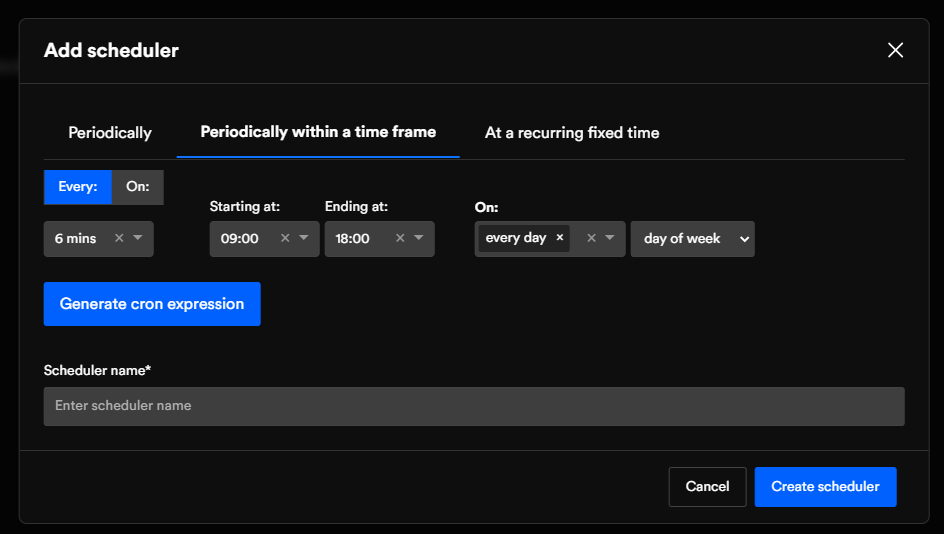 Add scheduler
Periodically
Periodically within a time frame
At a recurring fixed time
Every:
On:
Starting at:
Ending at:
On:
6 mins
09:00
18:00
every day
day of week
Generate cron expression
Scheduler name*
Enter scheduler name
Cancel
Create scheduler